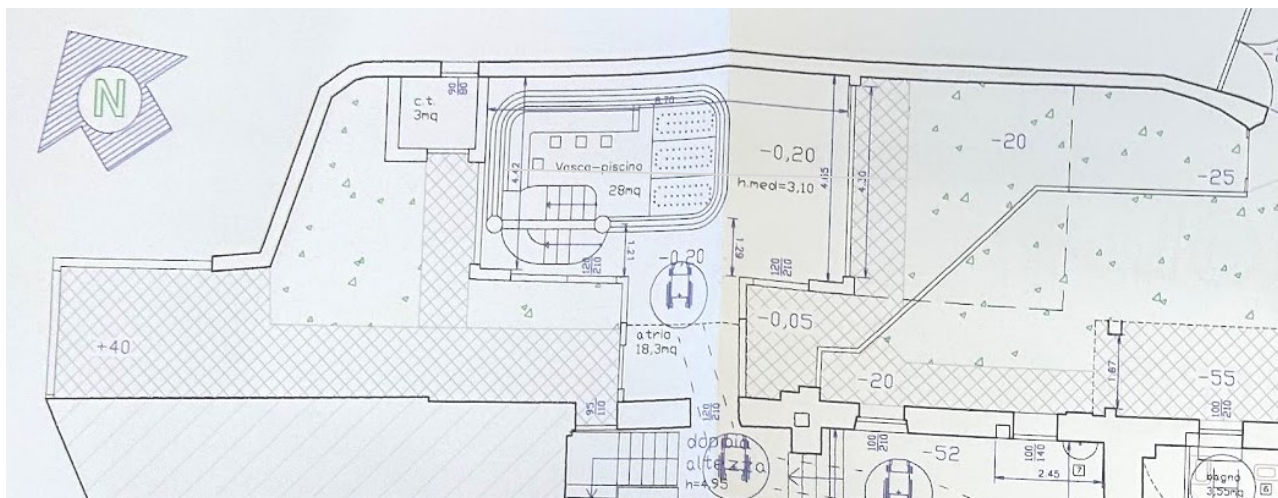 N
90
80
c.t.
3mq
8.70
4.42
Vasca-piscina
28mq
-0,20
h.med=3,10
4.05
4.30
-20
-25
1.21
-0,20
1.29
120
210
120
210
-0,05
+40
atrio
18,3mq
-20
1.67
-55
95
110
120
210
100
210
100
210
doppia
altezza
h=4.95
-52
100
140
2.45
7
bagno
3,55mq
6